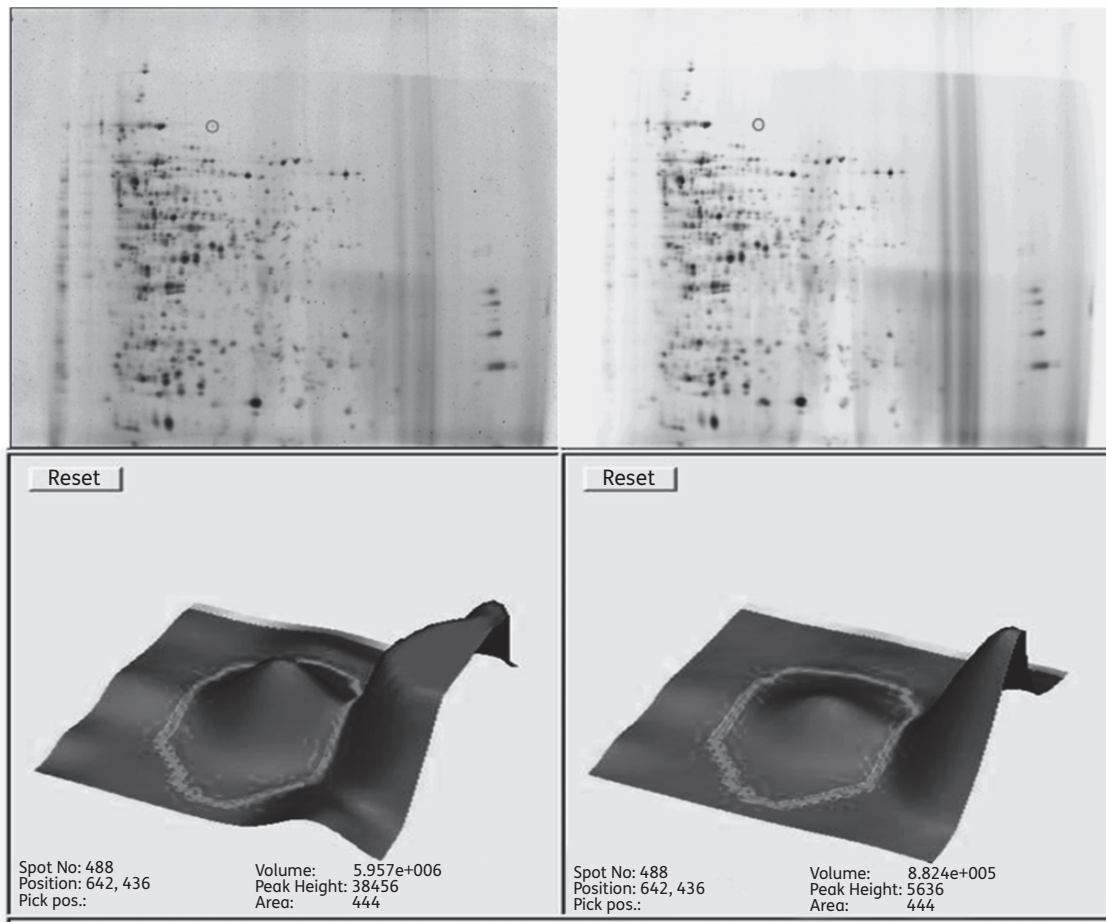 Reset
Reset
Spot No: 488
Position: 642, 436
Pick pos.:
Volume: 5.957e+006
Peak Height: 38456
Area: 444
Spot No: 488
Position: 642, 436
Pick pos.:
Volume: 8.824e+005
Peak Height: 5636
Area: 444